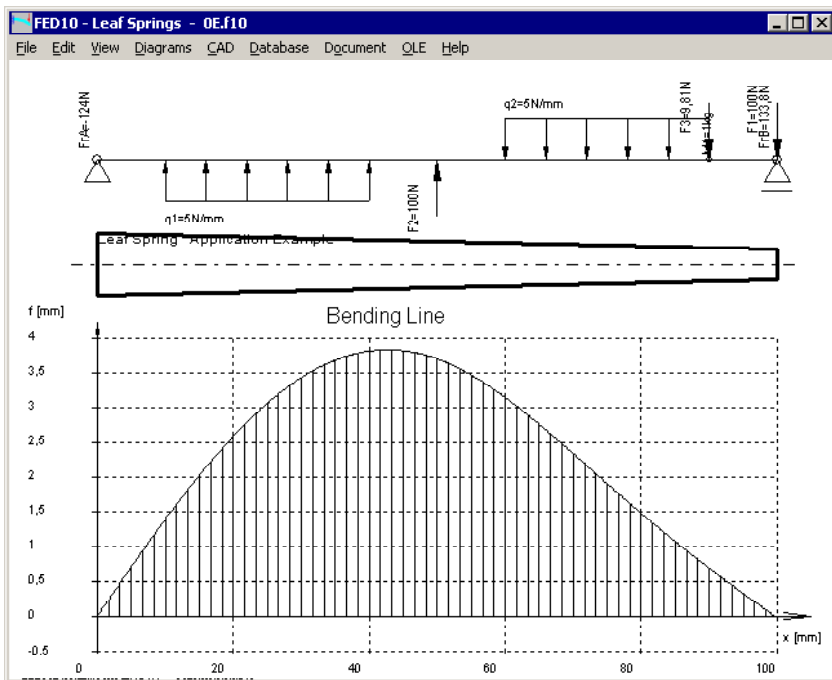 FED10 - Leaf Springs - 0E.f10
File Edit View Diagrams CAD Database Document OLE Help
FrA=-124N
q2=5N/mm
F3=9,81N
F1=100N
FrB=133,8N
q1=5N/mm
F2=100N
Leaf Spring Application Example
f [mm]
Bending Line
4
3,5
3
2,5
2
1,5
1
0,5
0
-0.5
x [mm]
0 20 40 60 80 100